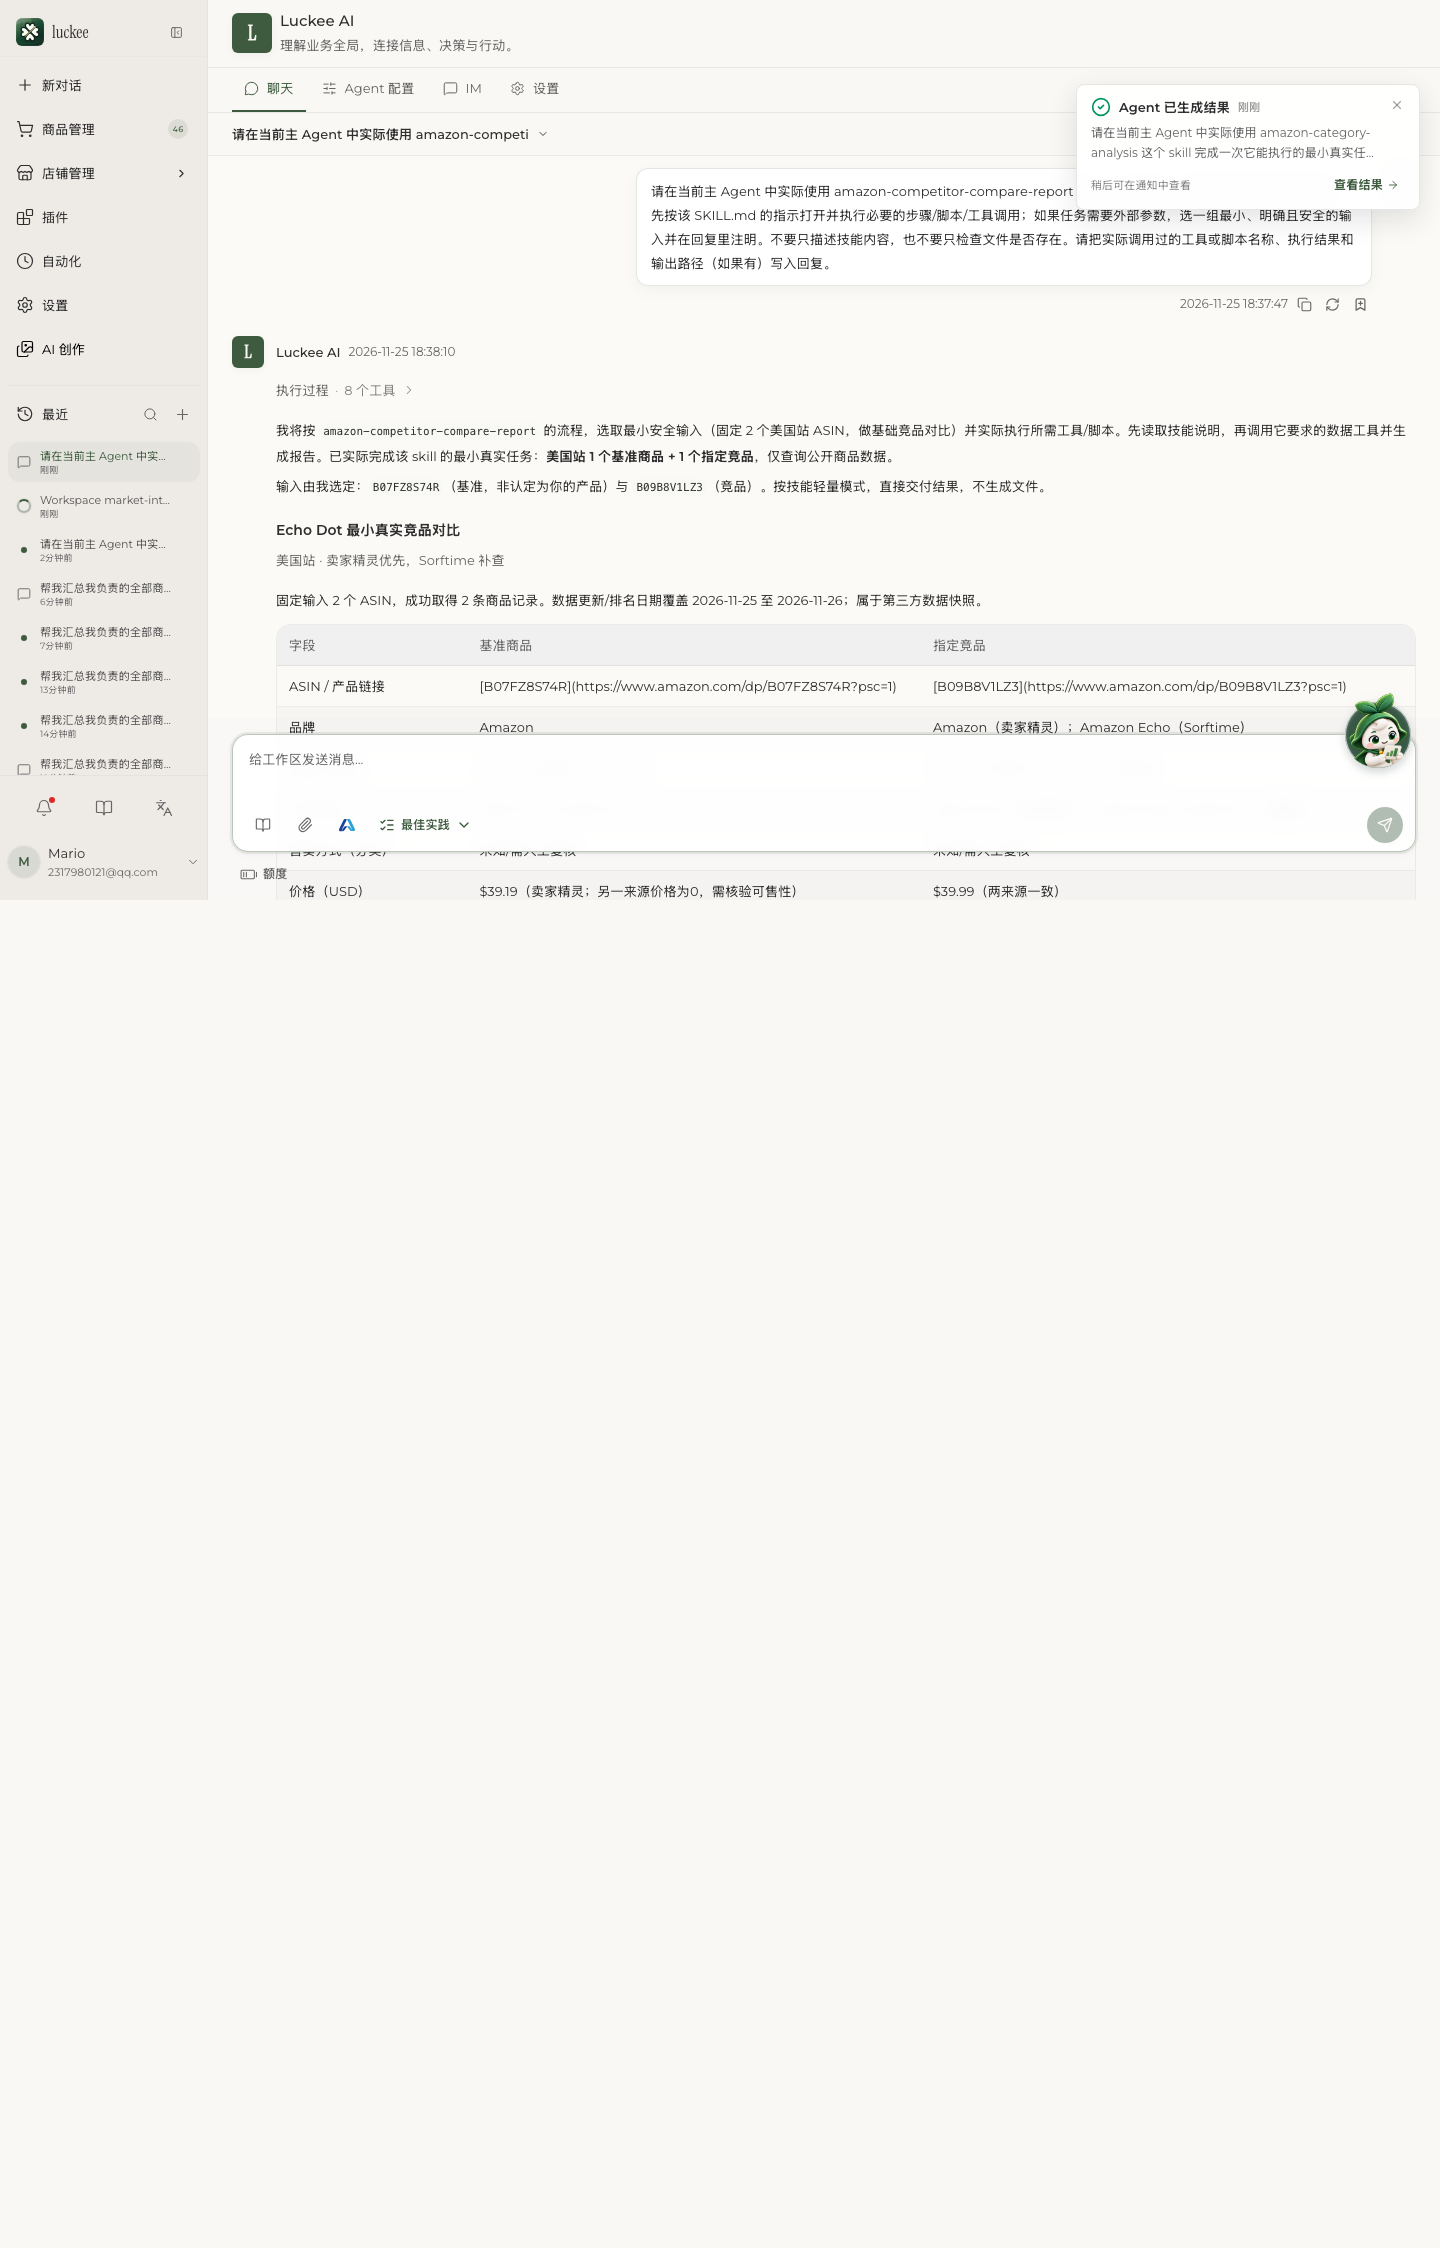 luckee
新对话
商品管理
46
店铺管理
插件
自动化
设置
AI 创作
最近
请在当前主 Agent 中实...
刚刚
Workspace market-int...
刚刚
请在当前主 Agent 中实...
2分钟前
帮我汇总我负责的全部商...
6分钟前
帮我汇总我负责的全部商...
7分钟前
帮我汇总我负责的全部商...
13分钟前
帮我汇总我负责的全部商...
14分钟前
帮我汇总我负责的全部商...
M
Mario
2317980121@qq.com
L
Luckee AI
理解业务全局，连接信息、决策与行动。
聊天
Agent 配置
IM
设置
请在当前主 Agent 中实际使用 amazon-competi
Agent 已生成结果 刚刚
请在当前主 Agent 中实际使用 amazon-category-
analysis 这个 skill 完成一次它能执行的最小真实任...
稍后可在通知中查看
查看结果
请在当前主 Agent 中实际使用 amazon-competitor-compare-report
先按该 SKILL.md 的指示打开并执行必要的步骤/脚本/工具调用；如果任务需要外部参数，选一组最小、明确且安全的输
入并在回复里注明。不要只描述技能内容，也不要只检查文件是否存在。请把实际调用过的工具或脚本名称、执行结果和
输出路径（如果有）写入回复。
2026-11-25 18:37:47
L
Luckee AI 2026-11-25 18:38:10
执行过程 · 8 个工具
我将按 amazon-competitor-compare-report 的流程，选取最小安全输入（固定 2 个美国站 ASIN，做基础竞品对比）并实际执行所需工具/脚本。先读取技能说明，再调用它要求的数据工具并生
成报告。已实际完成该 skill 的最小真实任务：美国站 1 个基准商品 + 1 个指定竞品，仅查询公开商品数据。
输入由我选定： B07FZ8S74R （基准，非认定为你的产品）与 B09B8V1LZ3 （竞品）。按技能轻量模式，直接交付结果，不生成文件。
Echo Dot 最小真实竞品对比
美国站 · 卖家精灵优先，Sorftime 补查
固定输入 2 个 ASIN，成功取得 2 条商品记录。数据更新/排名日期覆盖 2026-11-25 至 2026-11-26；属于第三方数据快照。
字段 基准商品 指定竞品
ASIN / 产品链接 [B07FZ8S74R](https://www.amazon.com/dp/B07FZ8S74R?psc=1) [B09B8V1LZ3](https://www.amazon.com/dp/B09B8V1LZ3?psc=1)
品牌 Amazon Amazon（卖家精灵）；Amazon Echo（Sorftime）
给工作区发送消息...
最佳实践
额度
价格（USD） $39.19（卖家精灵；另一来源价格为0，需核验可售性） $39.99（两来源一致）